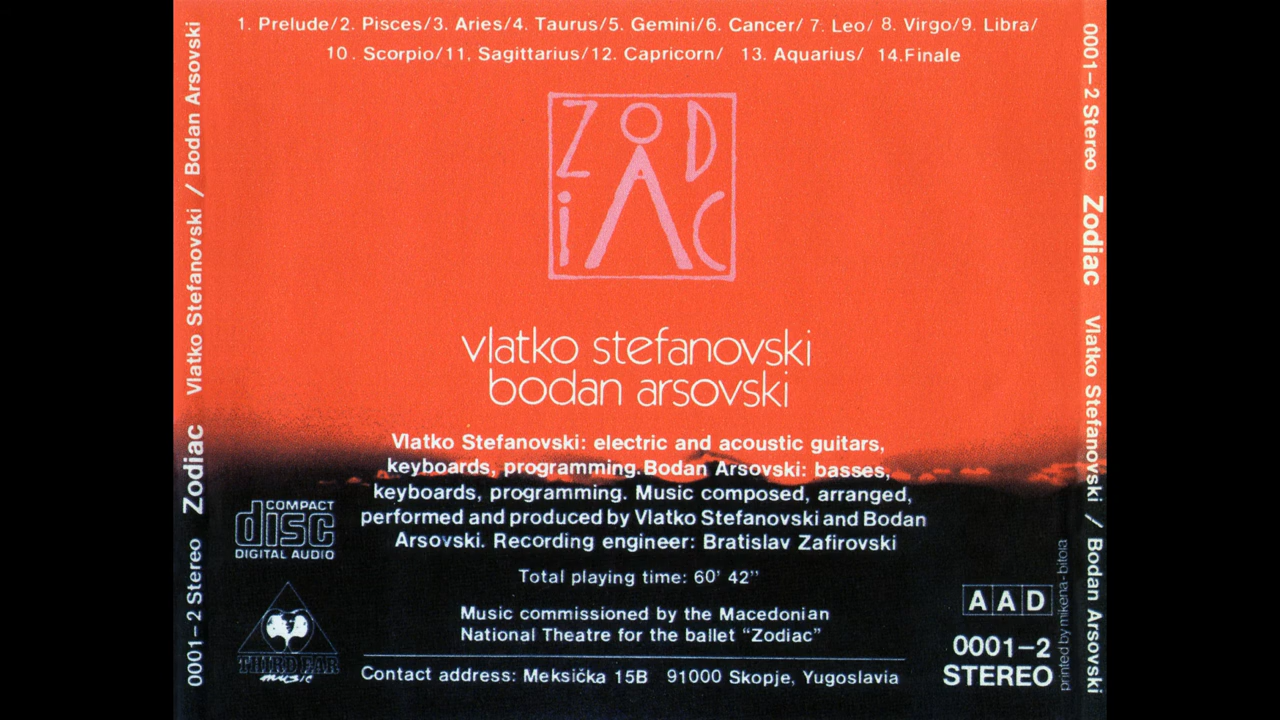 1. Prelude/2. Pisces/3. Aries/4. Taurus/5. Gemini/6. Cancer/ 7. Leo/ 8. Virgo/9. Libra/
10. Scorpio/11. Sagittarius/12. Capricorn/ 13. Aquarius/ 14.Finale
ZOD
iAC
vlatko stefanovski
bodan arsovski
Vlatko Stefanovski: electric and acoustic guitars,
keyboards, programming. Bodan Arsovski: basses,
keyboards, programming. Music composed, arranged,
performed and produced by Vlatko Stefanovski and Bodan
Arsovski. Recording engineer: Bratislav Zafirovski
Total playing time: 60' 42"
Music commissioned by the Macedonian
National Theatre for the ballet "Zodiac"
Contact address: Meksička 15B 91000 Skopje, Yugoslavia
COMPACT
disc
DIGITAL AUDIO
THIRD EAR
music
AAD
0001-2
STEREO
printed by mikena-bitola
0001-2 Stereo Zodiac Vlatko Stefanovski / Bodan Arsovski
0001-2 Stereo Zodiac Vlatko Stefanovski / Bodan Arsovski